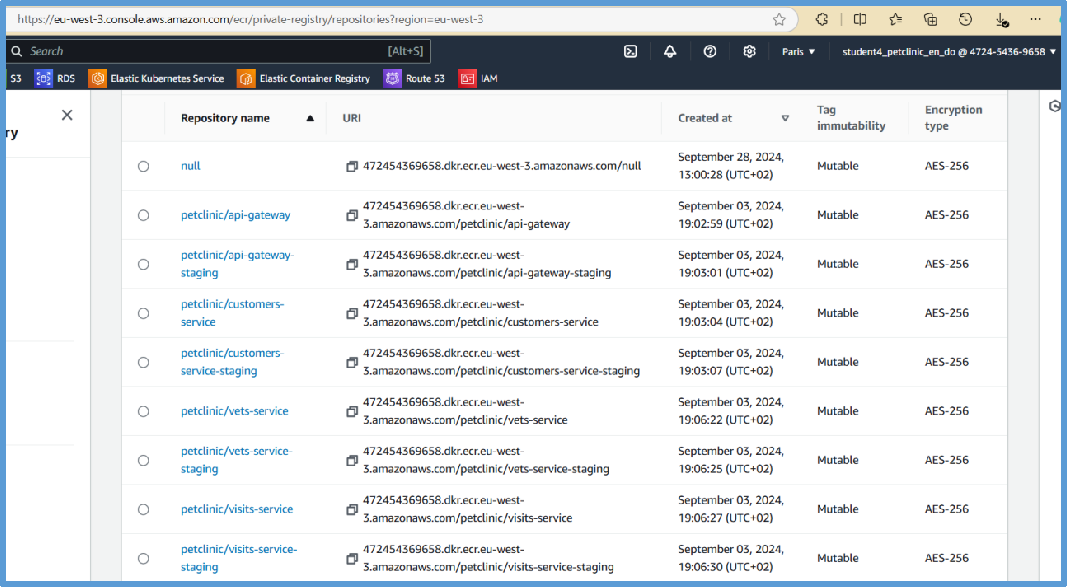 https://eu-west-3.console.aws.amazon.com/ecr/private-registry/repositories?region=eu-west-3
Search [Alt+S] Paris ▼ student4_petclinic_en_do @ 4724-5436-9658 ▼
S3 RDS Elastic Kubernetes Service Elastic Container Registry Route 53 IAM
ry
Repository name ▲ URI Created at ▽ Tag immutability Encryption type
null
472454369658.dkr.ecr.eu-west-3.amazonaws.com/null
September 28, 2024,
13:00:28 (UTC+02)
Mutable
AES-256
petclinic/api-gateway
472454369658.dkr.ecr.eu-west-
3.amazonaws.com/petclinic/api-gateway
September 03, 2024,
19:02:59 (UTC+02)
Mutable
AES-256
petclinic/api-gateway-
staging
472454369658.dkr.ecr.eu-west-
3.amazonaws.com/petclinic/api-gateway-staging
September 03, 2024,
19:03:01 (UTC+02)
Mutable
AES-256
petclinic/customers-
service
472454369658.dkr.ecr.eu-west-
3.amazonaws.com/petclinic/customers-service
September 03, 2024,
19:03:04 (UTC+02)
Mutable
AES-256
petclinic/customers-
service-staging
472454369658.dkr.ecr.eu-west-
3.amazonaws.com/petclinic/customers-service-staging
September 03, 2024,
19:03:07 (UTC+02)
Mutable
AES-256
petclinic/vets-service
472454369658.dkr.ecr.eu-west-
3.amazonaws.com/petclinic/vets-service
September 03, 2024,
19:06:22 (UTC+02)
Mutable
AES-256
petclinic/vets-service-
staging
472454369658.dkr.ecr.eu-west-
3.amazonaws.com/petclinic/vets-service-staging
September 03, 2024,
19:06:25 (UTC+02)
Mutable
AES-256
petclinic/visits-service
472454369658.dkr.ecr.eu-west-
3.amazonaws.com/petclinic/visits-service
September 03, 2024,
19:06:27 (UTC+02)
Mutable
AES-256
petclinic/visits-service-
staging
472454369658.dkr.ecr.eu-west-
3.amazonaws.com/petclinic/visits-service-staging
September 03, 2024,
19:06:30 (UTC+02)
Mutable
AES-256